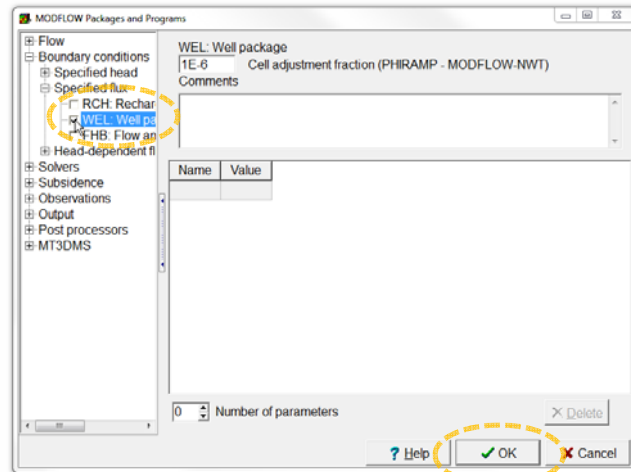 MODFLOW Packages and Programs
Flow
Boundary conditions
Specified head
Specified flux
RCH: Rechar
WEL: Well pa
FHB: Flow an
Head-dependent fl
Solvers
Subsidence
Observations
Output
Post processors
MT3DMS
WEL: Well package
1E-6 Cell adjustment fraction (PHIRAMP - MODFLOW-NWT)
Comments
Name Value
0 Number of parameters
Delete
? Help
OK
Cancel